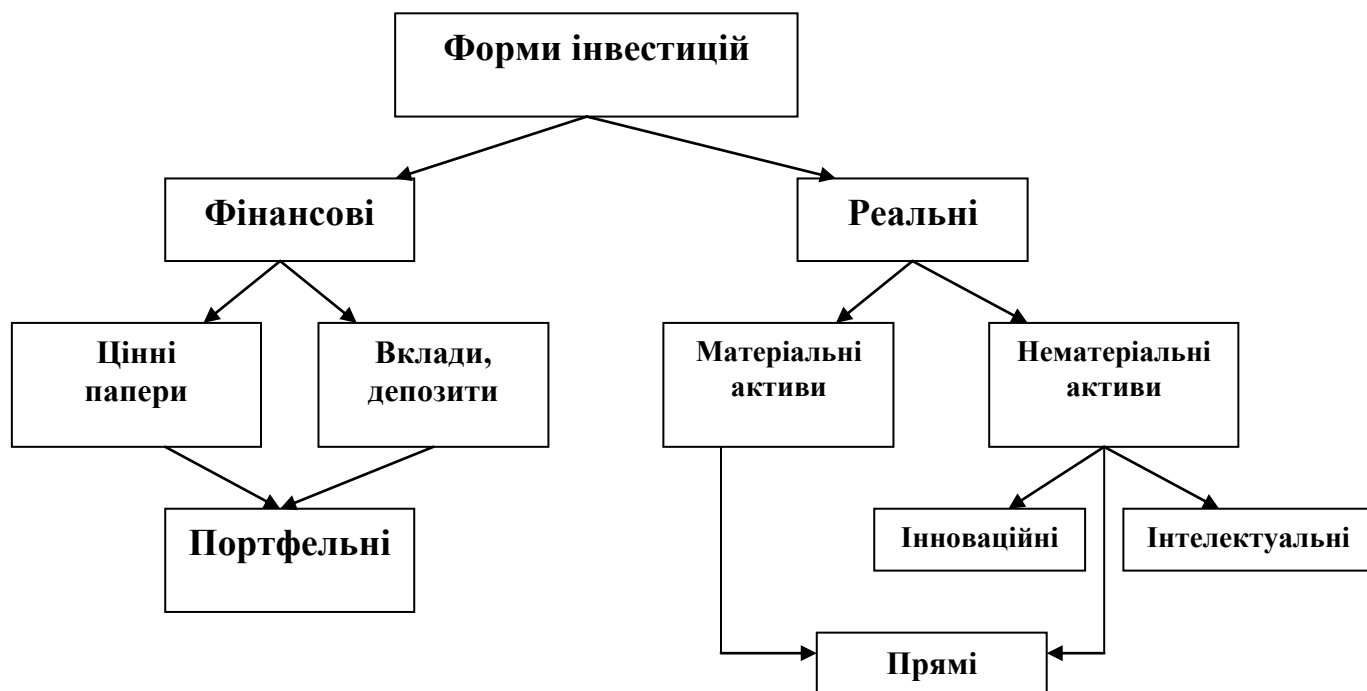 Форми інвестицій
Фінансові
Реальні
Цінні
папери
Вклади,
депозити
Матеріальні
активи
Нематеріальні
активи
Портфельні
Інноваційні
Інтелектуальні
Прямі